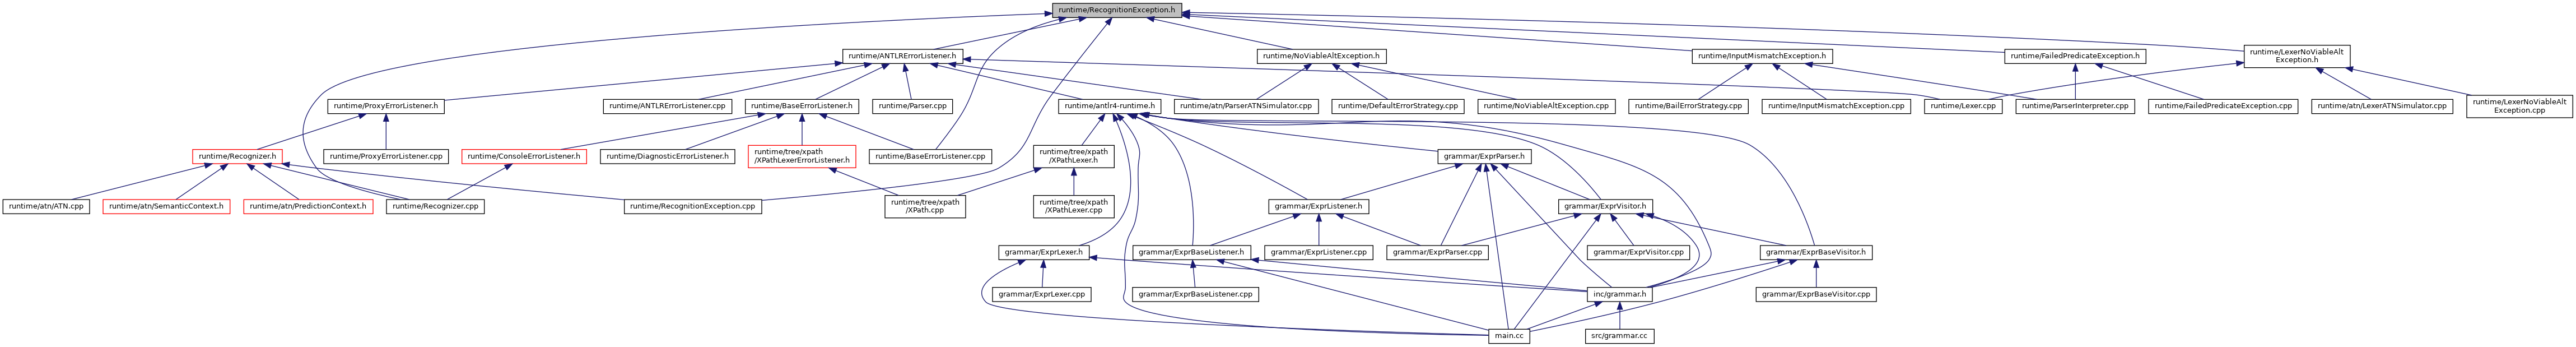 runtime/RecognitionException.h
runtime/ANTLRErrorListener.h
runtime/NoViableAltException.h
runtime/InputMismatchException.h
runtime/FailedPredicateException.h
runtime/LexerNoViableAlt
Exception.h
runtime/ProxyErrorListener.h
runtime/ANTLRErrorListener.cpp
runtime/BaseErrorListener.h
runtime/Parser.cpp
runtime/antlr4-runtime.h
runtime/atn/ParserATNSimulator.cpp
runtime/DefaultErrorStrategy.cpp
runtime/NoViableAltException.cpp
runtime/BailErrorStrategy.cpp
runtime/InputMismatchException.cpp
runtime/Lexer.cpp
runtime/ParserInterpreter.cpp
runtime/FailedPredicateException.cpp
runtime/atn/LexerATNSimulator.cpp
runtime/LexerNoViableAlt
Exception.cpp
runtime/Recognizer.h
runtime/ProxyErrorListener.cpp
runtime/ConsoleErrorListener.h
runtime/DiagnosticErrorListener.h
runtime/tree/xpath
/XPathLexerErrorListener.h
runtime/BaseErrorListener.cpp
runtime/tree/xpath
/XPathLexer.h
grammar/ExprParser.h
runtime/atn/ATN.cpp
runtime/atn/SemanticContext.h
runtime/atn/PredictionContext.h
runtime/Recognizer.cpp
runtime/RecognitionException.cpp
runtime/tree/xpath
/XPath.cpp
runtime/tree/xpath
/XPathLexer.cpp
grammar/ExprListener.h
grammar/ExprVisitor.h
grammar/ExprLexer.h
grammar/ExprBaseListener.h
grammar/ExprListener.cpp
grammar/ExprParser.cpp
grammar/ExprVisitor.cpp
grammar/ExprBaseVisitor.h
grammar/ExprLexer.cpp
grammar/ExprBaseListener.cpp
inc/grammar.h
grammar/ExprBaseVisitor.cpp
main.cc
src/grammar.cc